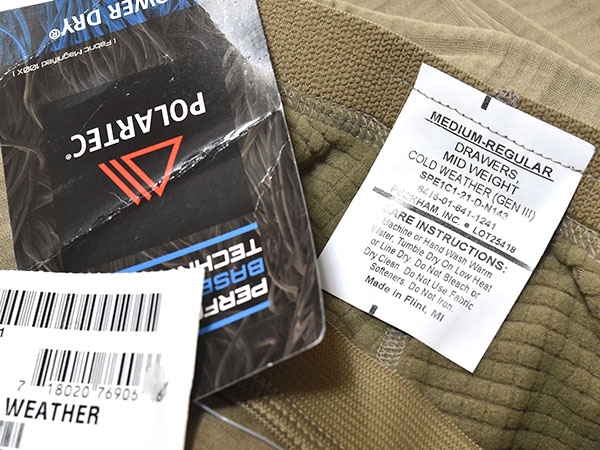 POWER DRY®
| Fabric Magnified 100X |
POLARTEC®
PERF
BASE
TECHN
1
7 18020 76906 6
WEATHER
MEDIUM-REGULAR
DRAWERS
MID WEIGHT
COLD WEATHER (GEN III)
SPE1C1-21-D-N143
8415-01-641-1241
PECKHAM, INC. ■ LOT25418
CARE INSTRUCTIONS:
Machine or Hand Wash Warm
Water, Tumble Dry On Low Heat
or Line Dry. Do Not Bleach or
Dry Clean. Do Not Use Fabric
Softeners. Do Not Iron.
Made in Flint, MI